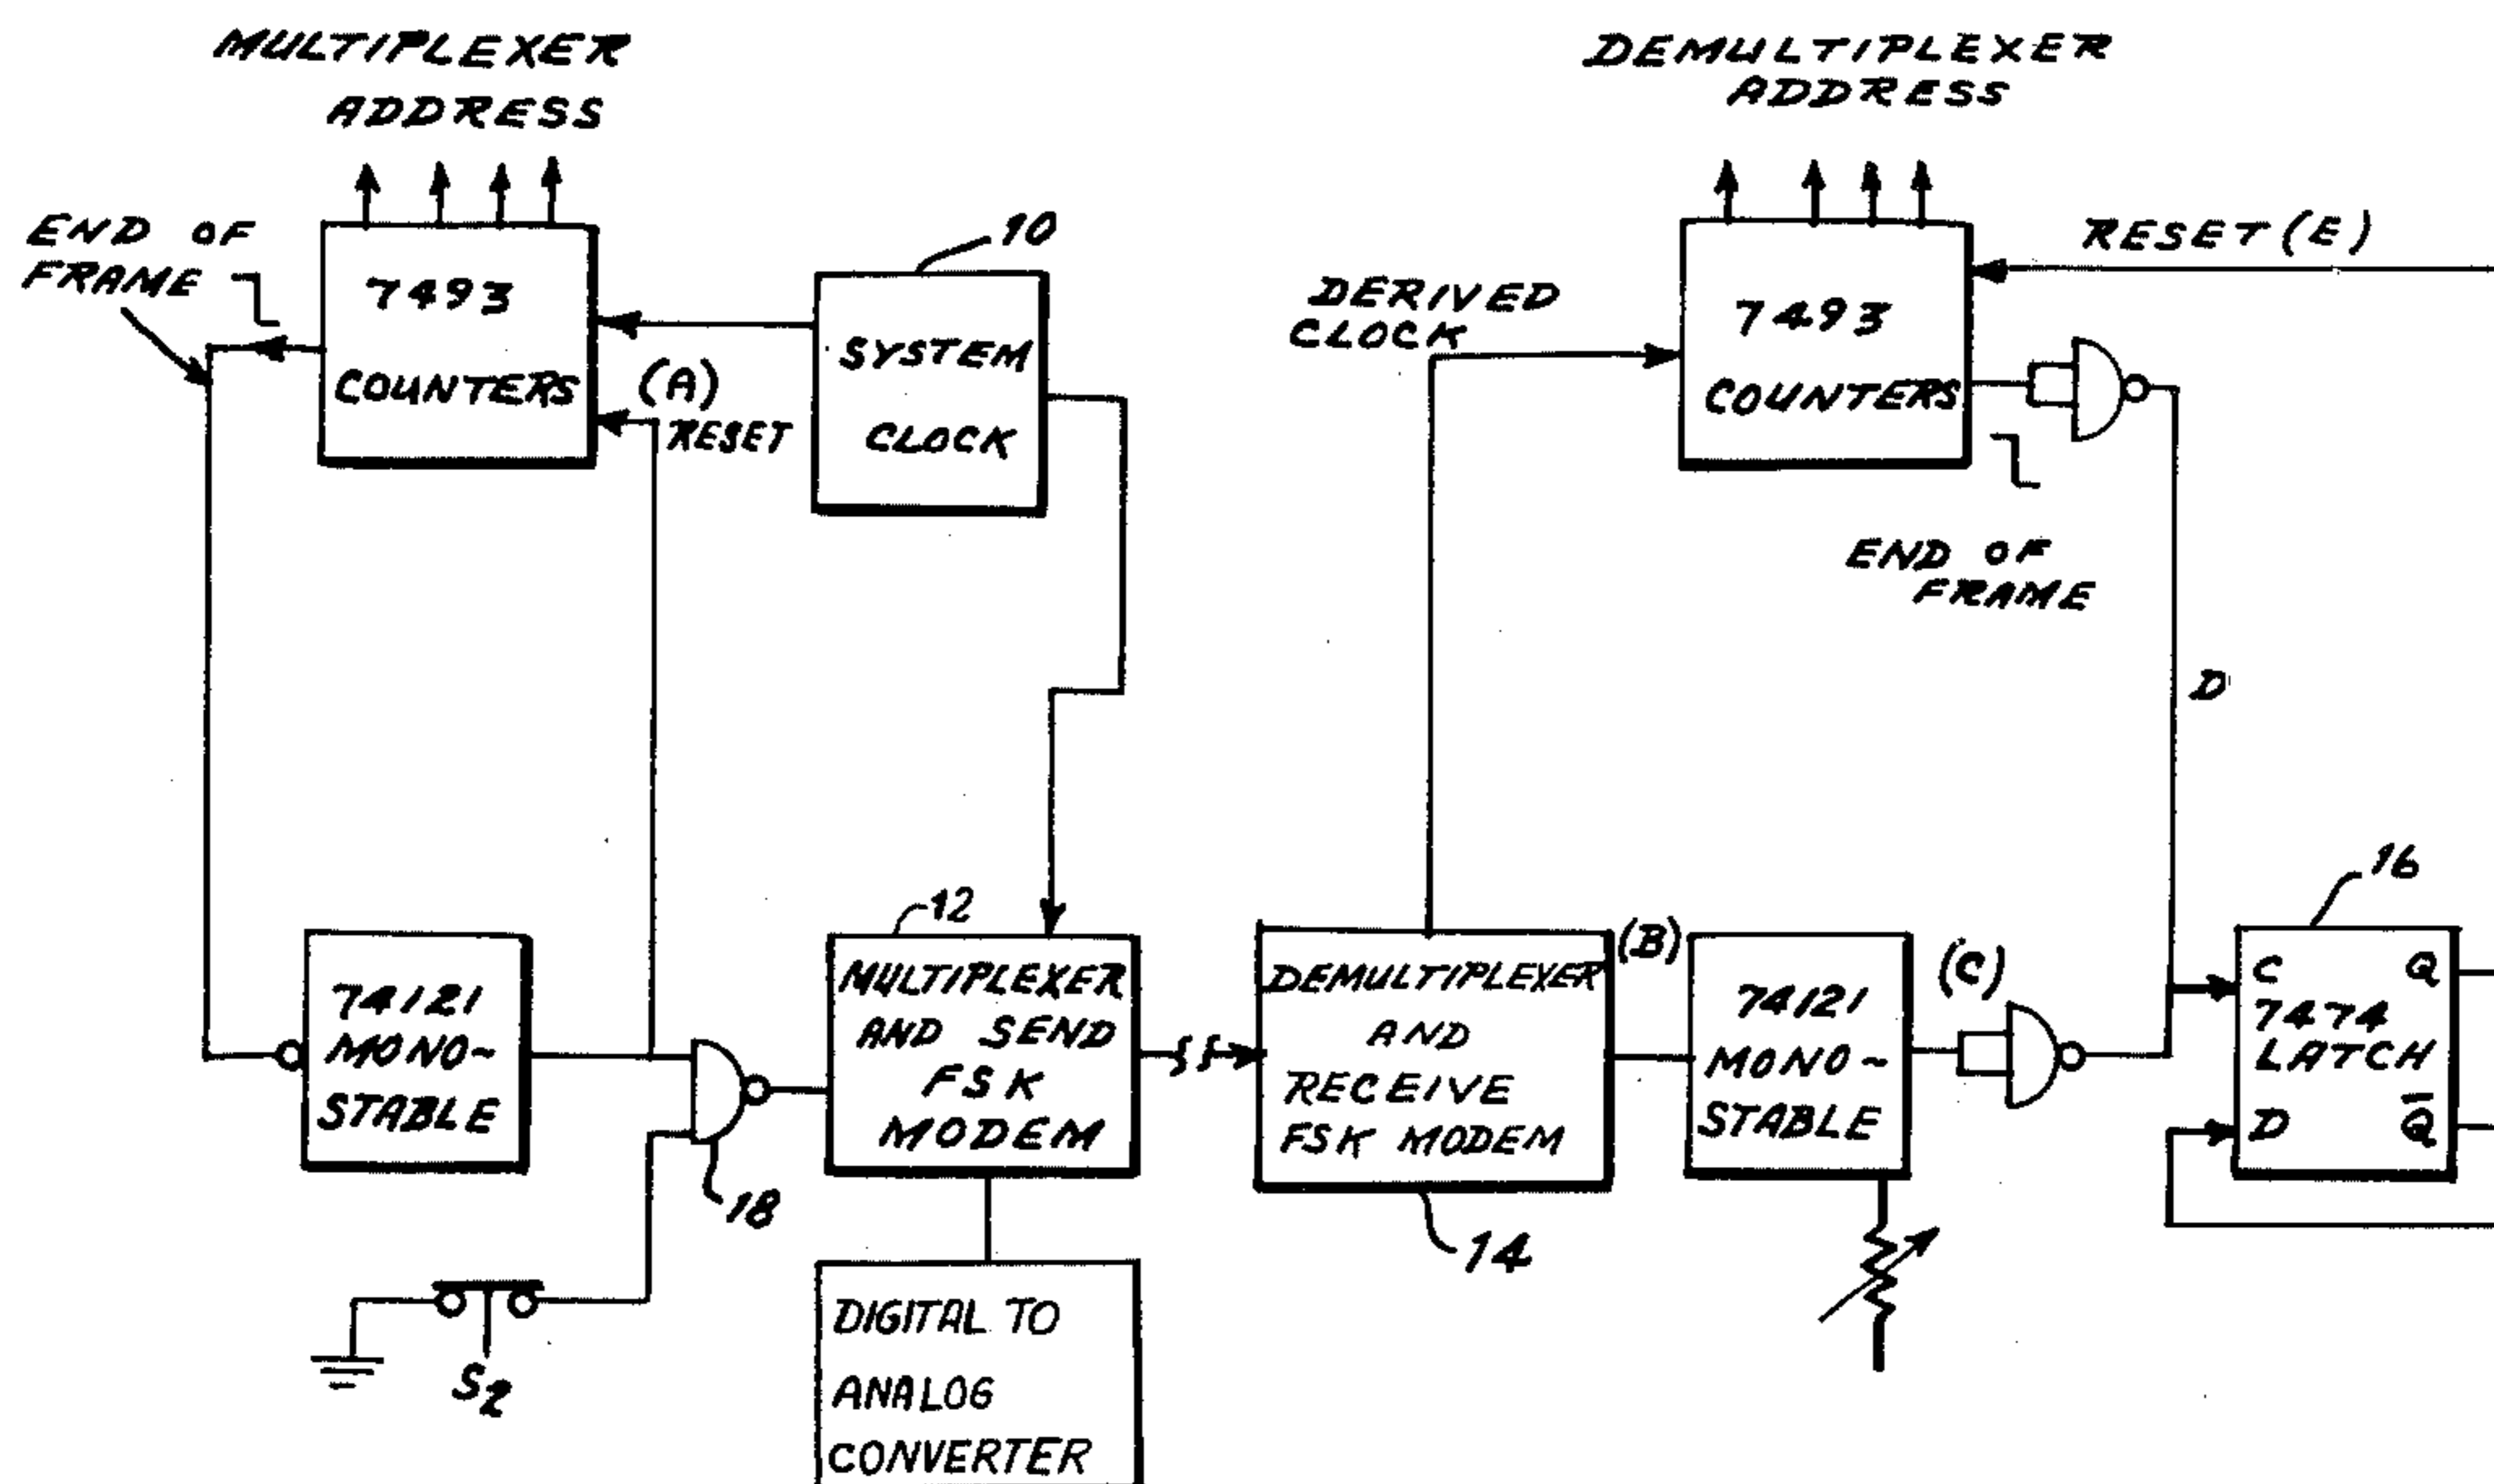 MULTIPLEXER
ADDRESS
DEMULTIPLEXER
ADDRESS
END OF
FRAME
7493
COUNTERS
(A)
RESET
10
SYSTEM
CLOCK
DERIVED
CLOCK
7493
COUNTERS
RESET (E)
END OF
FRAME
D
74121
MONO-
STABLE
12
MULTIPLEXER
AND SEND
FSK
MODEM
18
S2
DIGITAL TO
ANALOG
CONVERTER
DEMULTIPLEXER
AND
RECEIVE
FSK MODEM
14
(B)
74121
MONO-
STABLE
(C)
16
C Q
7474
LATCH
D Q̅